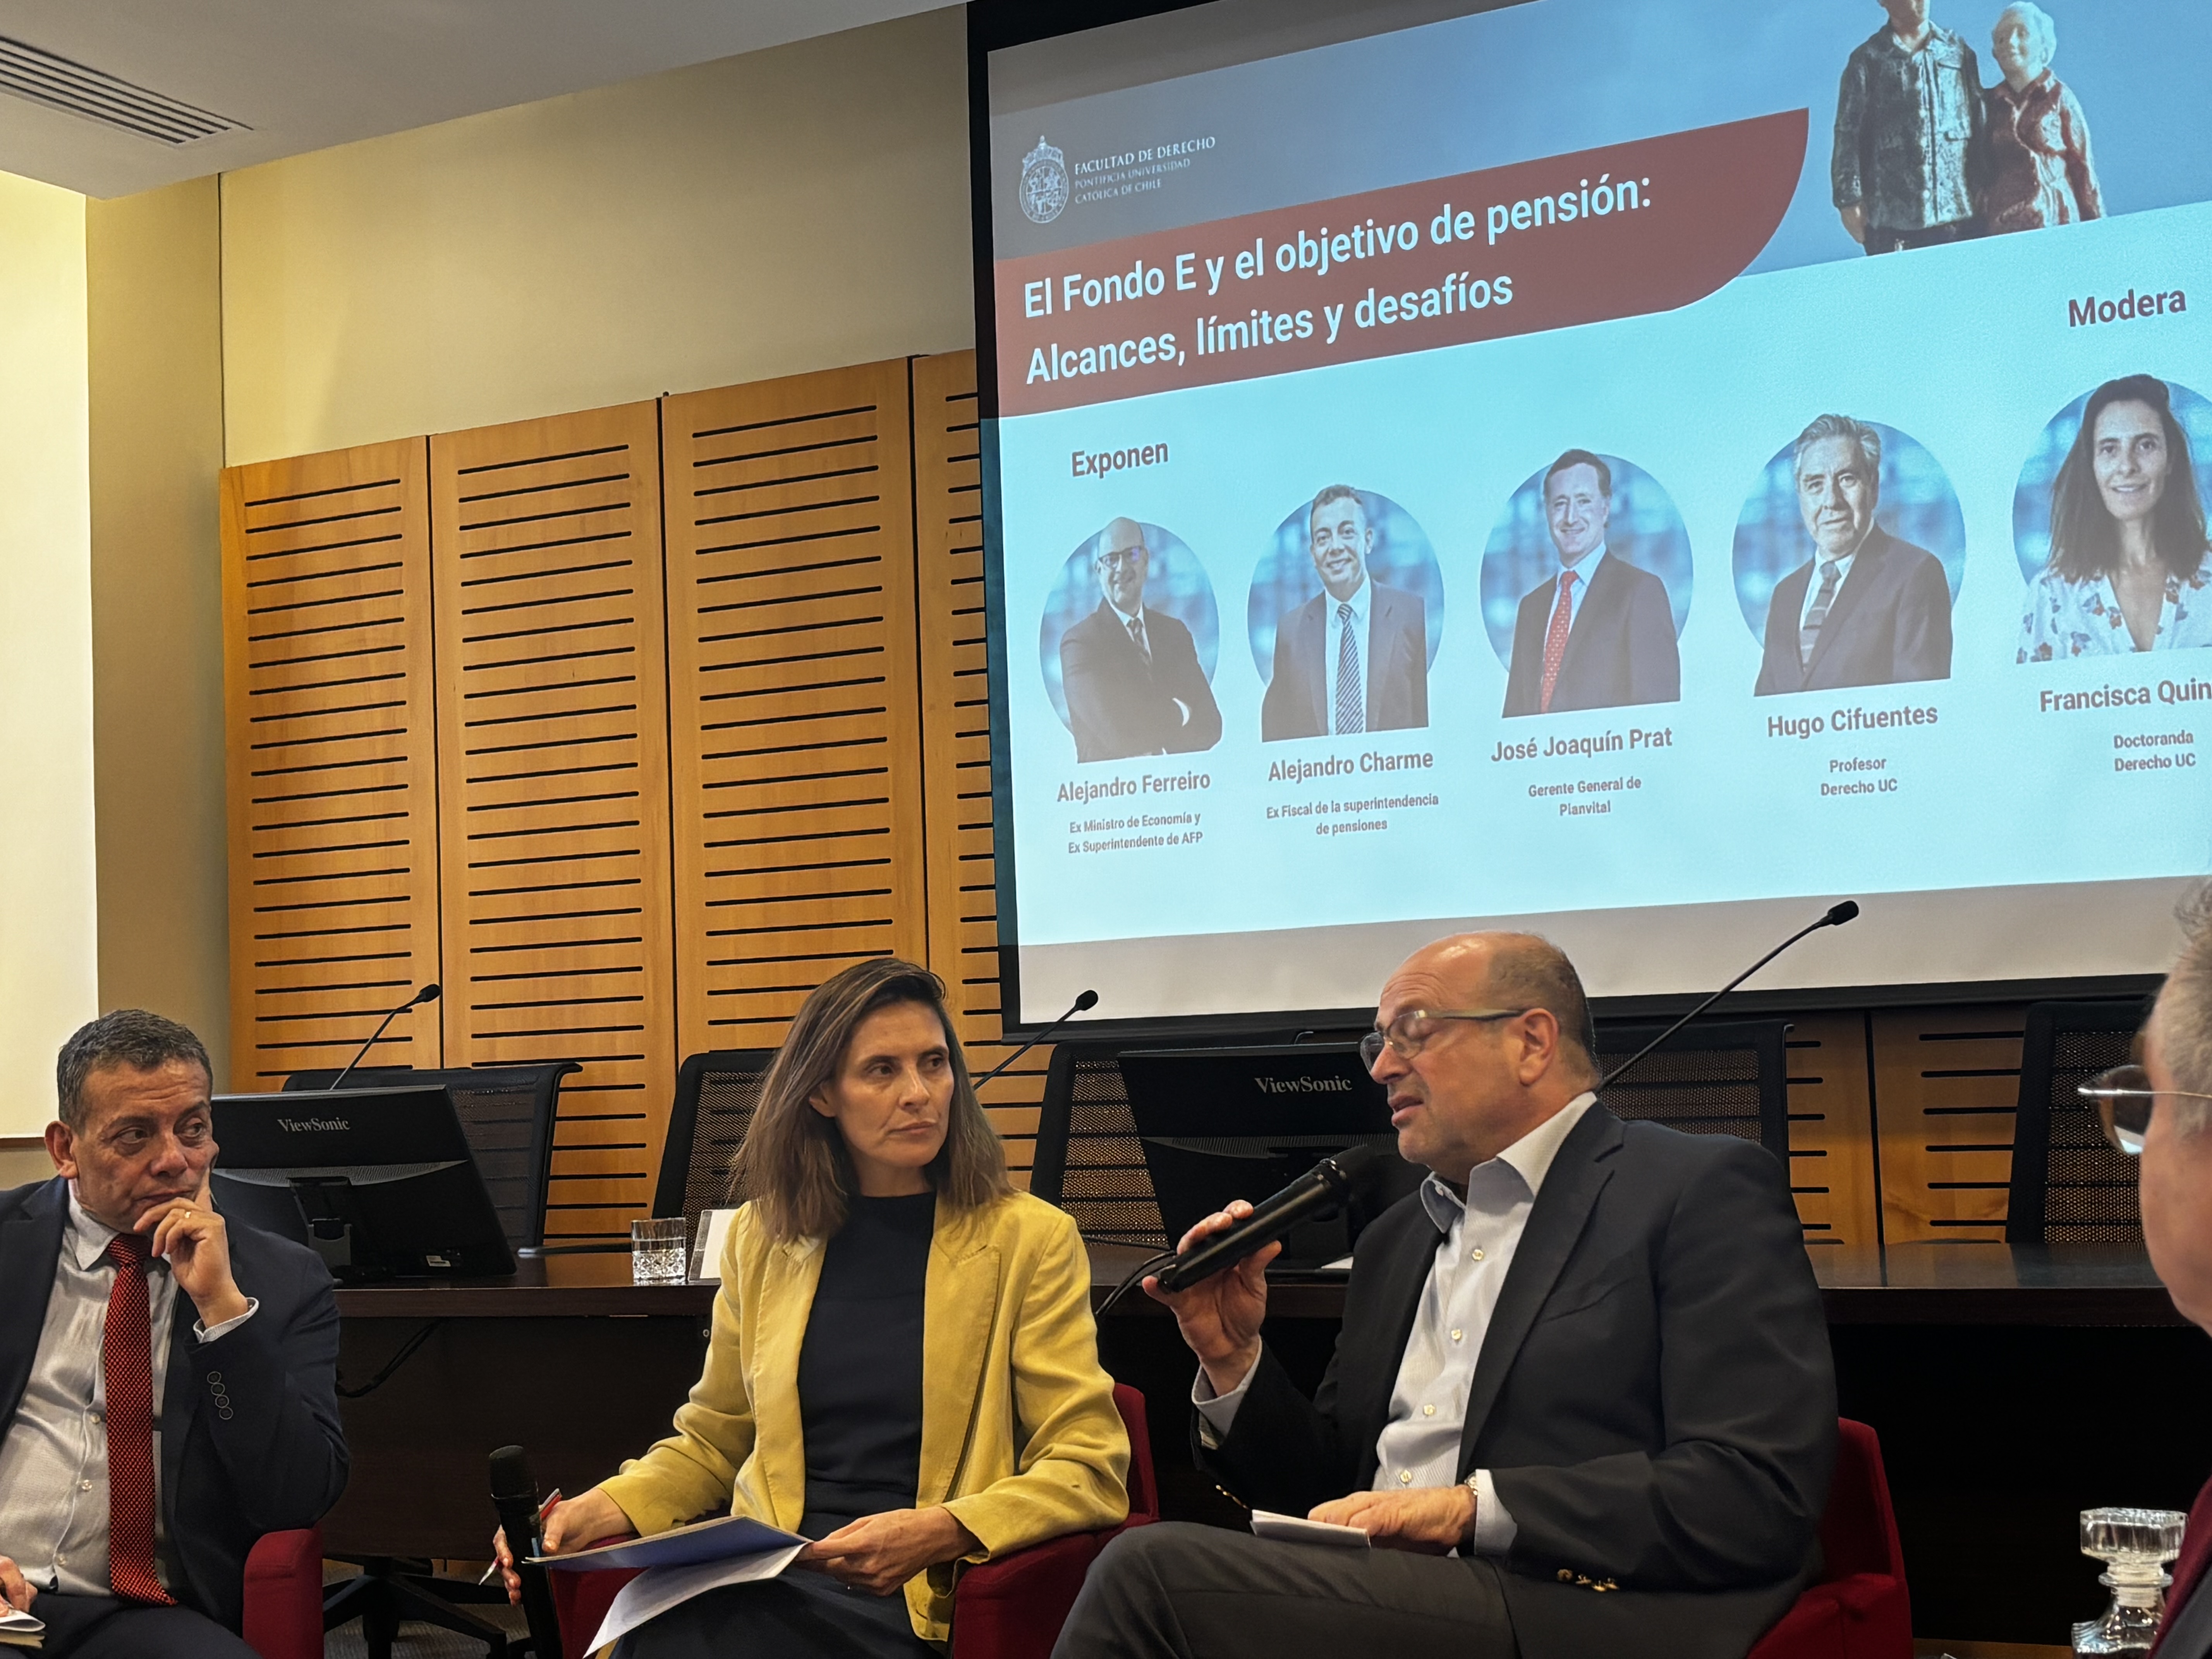 FACULTAD DE DERECHO
PONTIFICIA UNIVERSIDAD
CATÓLICA DE CHILE
El Fondo E y el objetivo de pensión:
Alcances, límites y desafíos
Exponen
Modera
Alejandro Ferreiro
Ex Ministro de Economía y
Ex Superintendente de AFP
Alejandro Charme
Ex Fiscal de la superintendencia
de pensiones
José Joaquín Prat
Gerente General de
Planvital
Hugo Cifuentes
Profesor
Derecho UC
Francisca Quin
Doctoranda
Derecho UC
ViewSonic
ViewSonic